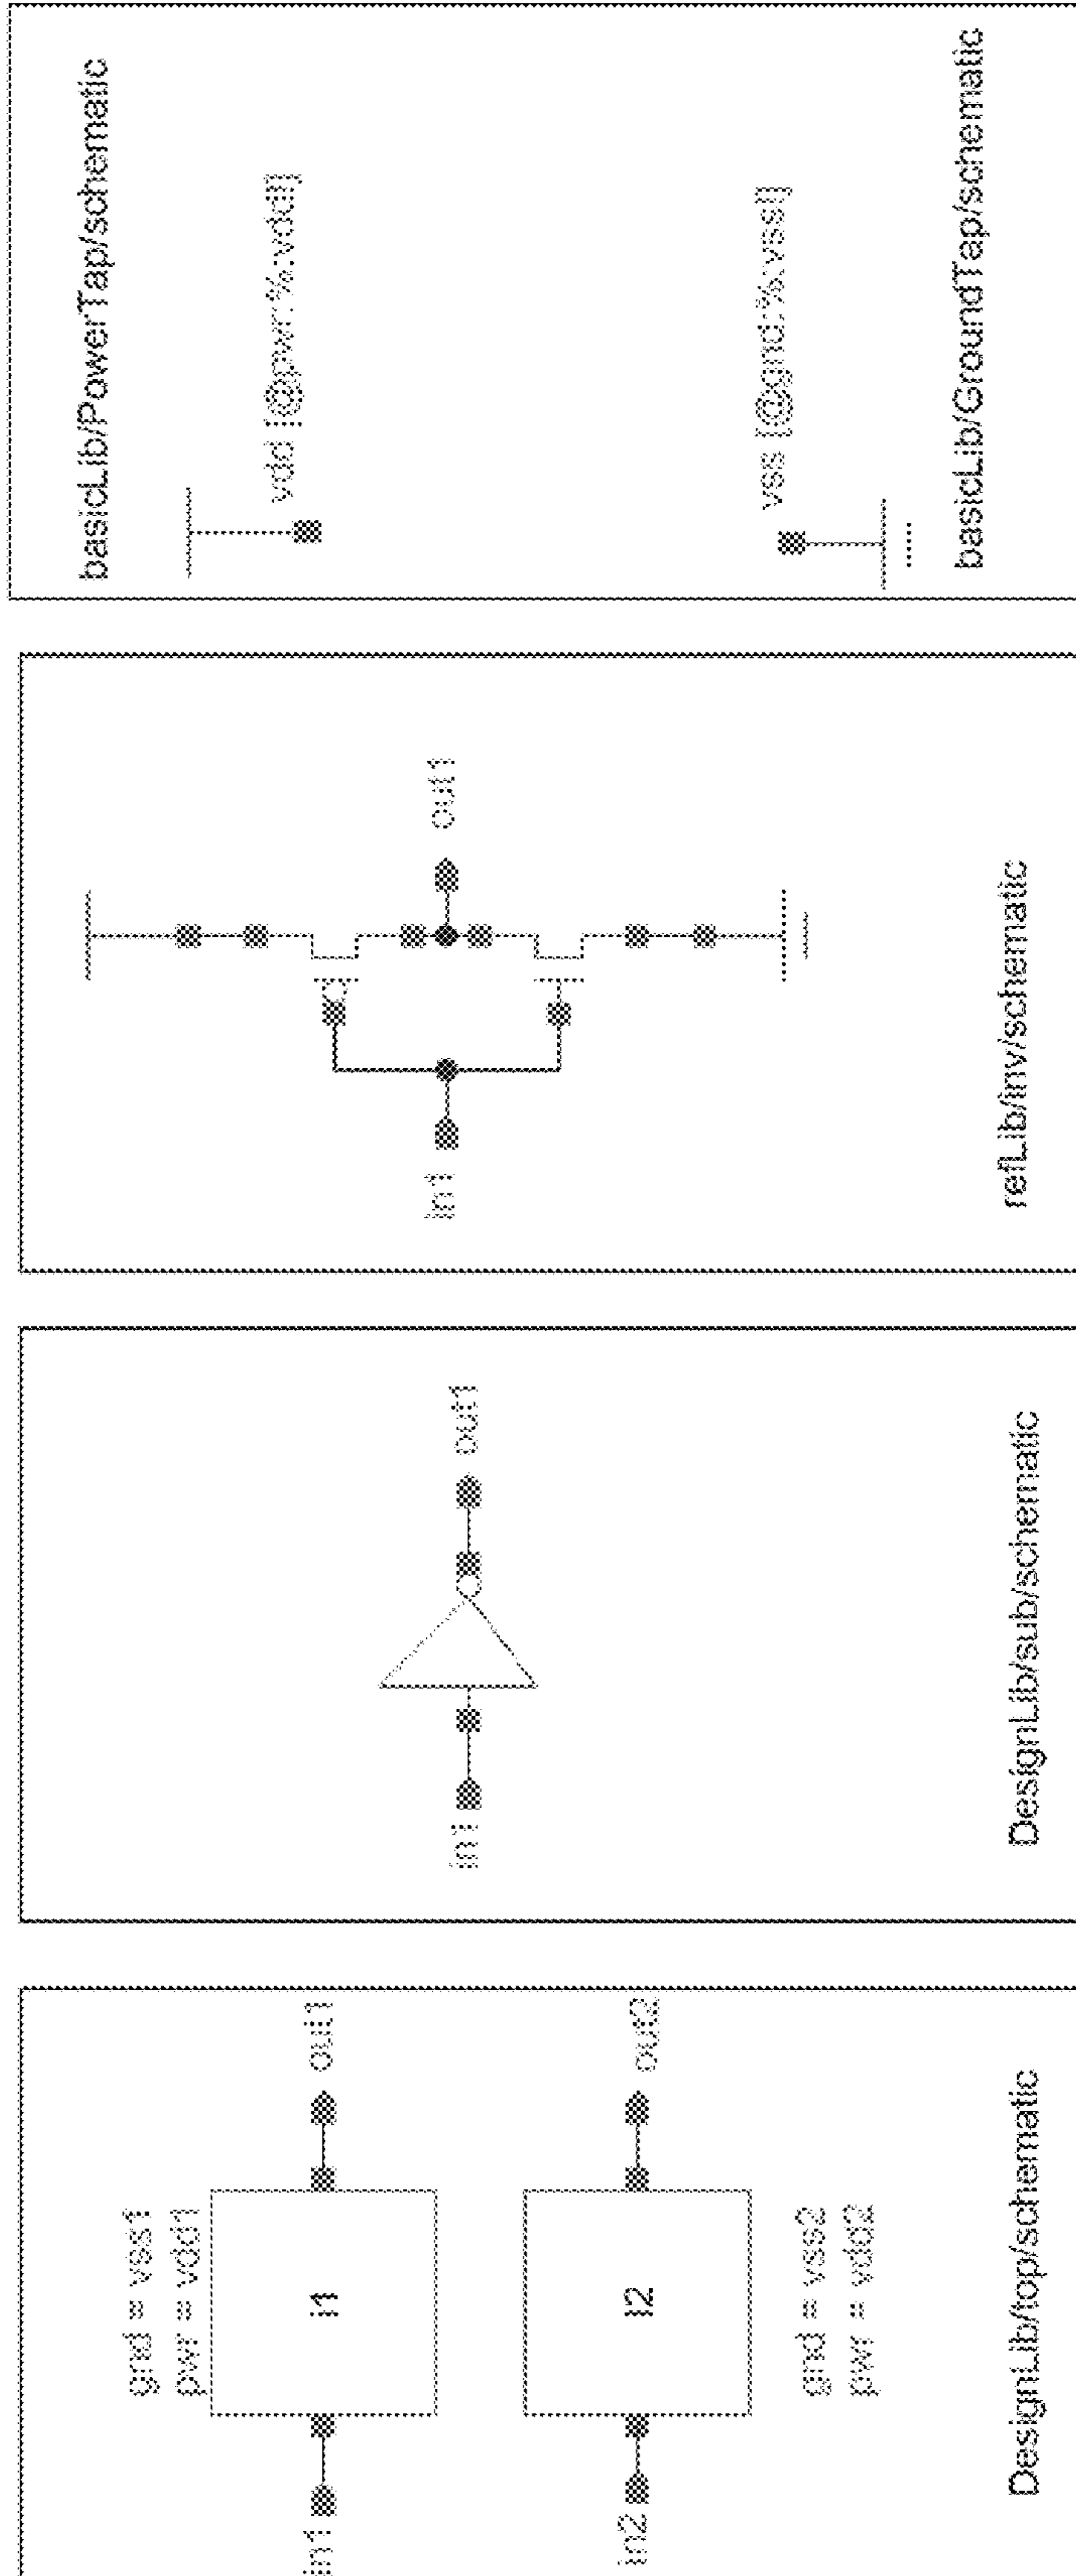 gnd = vss1
pwr = vdd1
in1
i1
out1
in2
I2
out2
gnd = vss2
pwr = vdd2
DesignLib/top/schematic
in1
out1
DesignLib/sub/schematic
in1
out1
refLib/inv/schematic
basicLib/PowerTap/schematic
vdd [@pwr:%:vdd!]
vss [@gnd:%:vss!]
basicLib/GroundTap/schematic